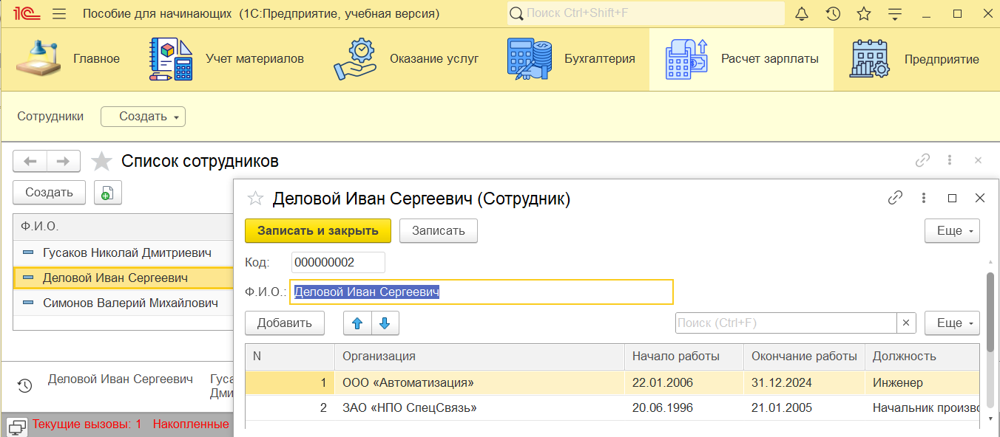 1С Пособие для начинающих (1С:Предприятие, учебная версия) Поиск Ctrl+Shift+F
Главное Учет материалов Оказание услуг Бухгалтерия Расчет зарплаты Предприятие
Сотрудники Создать
Список сотрудников
Создать
Ф.И.О.
Гусаков Николай Дмитриевич
Деловой Иван Сергеевич
Симонов Валерий Михайлович
Деловой Иван Сергеевич (Сотрудник)
Записать и закрыть Записать Еще
Код: 000000002
Ф.И.О.: Деловой Иван Сергеевич
Добавить Поиск (Ctrl+F) × Еще
N Организация Начало работы Окончание работы Должность
1 ООО «Автоматизация» 22.01.2006 31.12.2024 Инженер
2 ЗАО «НПО СпецСвязь» 20.06.1996 21.01.2005 Начальник произво
Деловой Иван Сергеевич Гуса
Дми
Текущие вызовы: 1 Накопленные